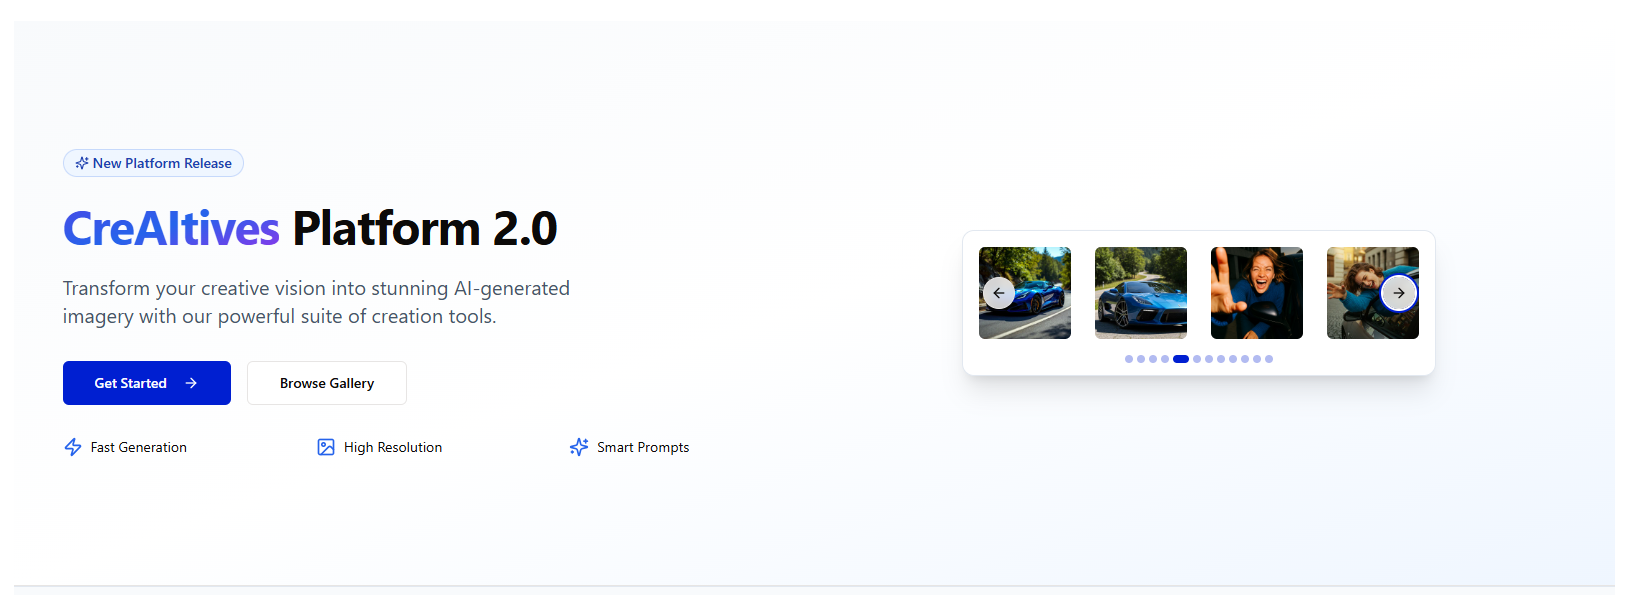 New Platform Release
CreAItives Platform 2.0
Transform your creative vision into stunning AI-generated
imagery with our powerful suite of creation tools.
Get Started
Browse Gallery
Fast Generation
High Resolution
Smart Prompts